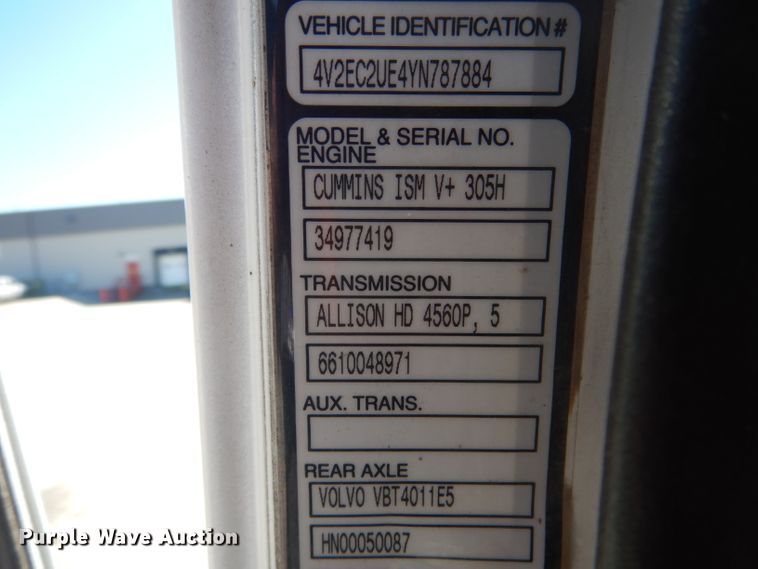 VEHICLE IDENTIFICATION#
4V2EC2UE4YN787884
MODEL & SERIAL NO.
ENGINE
CUMMINS ISM V+ 305H
34977419
TRANSMISSION
ALLISON HD 4560P, 5
6610048971
AUX. TRANS.
REAR AXLE
VOLVO VBT4011E5
HN00050087
Purple Wave Auction